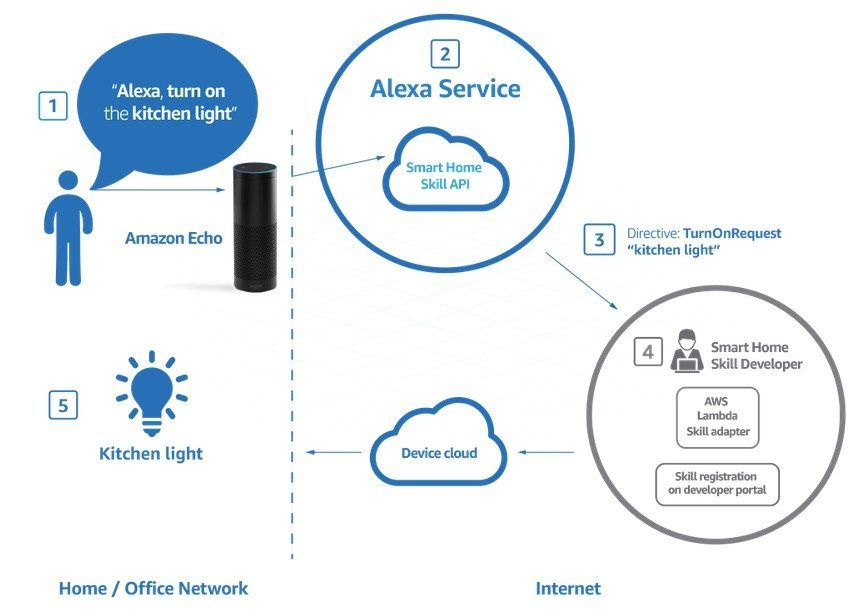 1
“Alexa, turn on
the kitchen light”
Amazon Echo
2
Alexa Service
Smart Home
Skill API
3
Directive: TurnOnRequest
“kitchen light”
4
Smart Home
Skill Developer
AWS
Lambda
Skill adapter
Skill registration
on developer portal
Device cloud
5
Kitchen light
Home / Office Network
Internet